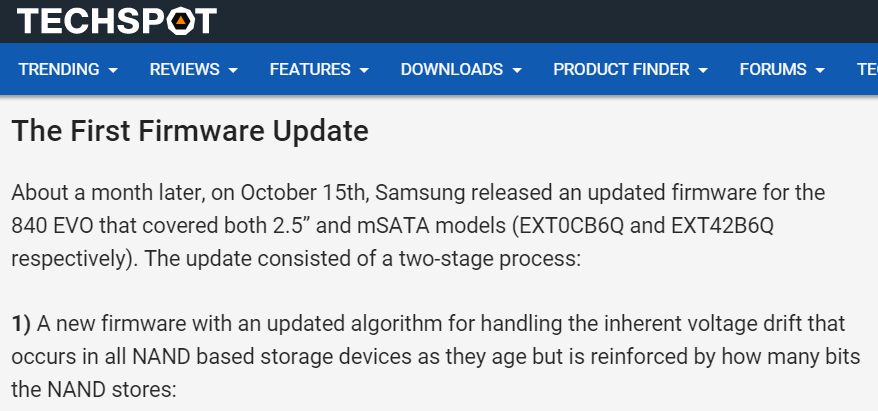 TECHSPOT
TRENDING REVIEWS FEATURES DOWNLOADS PRODUCT FINDER FORUMS TE
The First Firmware Update
About a month later, on October 15th, Samsung released an updated firmware for the
840 EVO that covered both 2.5” and mSATA models (EXT0CB6Q and EXT42B6Q
respectively). The update consisted of a two-stage process:
1) A new firmware with an updated algorithm for handling the inherent voltage drift that
occurs in all NAND based storage devices as they age but is reinforced by how many bits
the NAND stores: